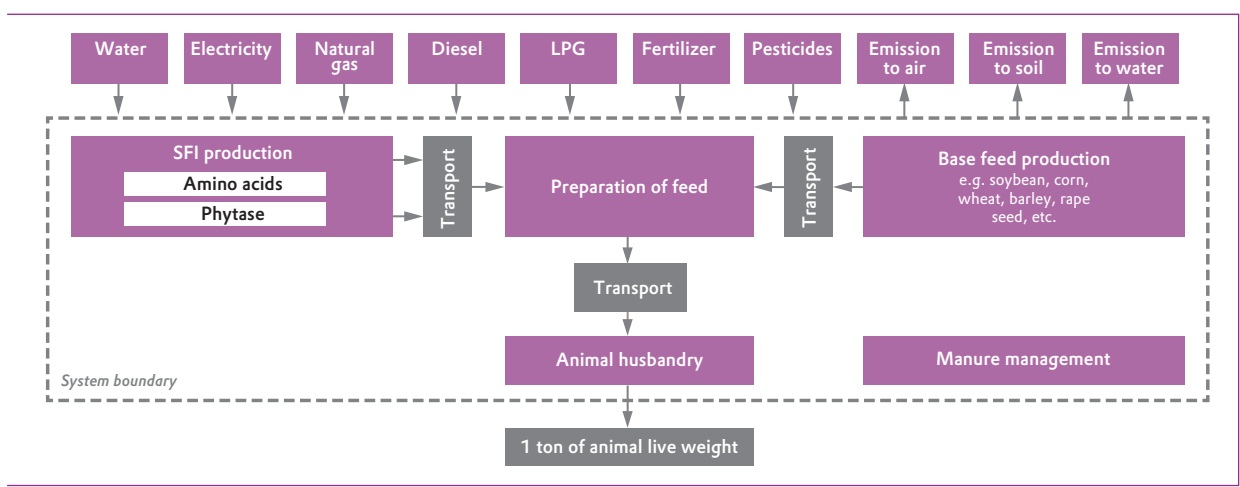 Water
Electricity
Natural
gas
Diesel
LPG
Fertilizer
Pesticides
Emission
to air
Emission
to soil
Emission
to water
SFI production
Amino acids
Phytase
Transport
Preparation of feed
Transport
Base feed production
e.g. soybean, corn,
wheat, barley, rape
seed, etc.
Transport
Animal husbandry
Manure management
System boundary
1 ton of animal live weight